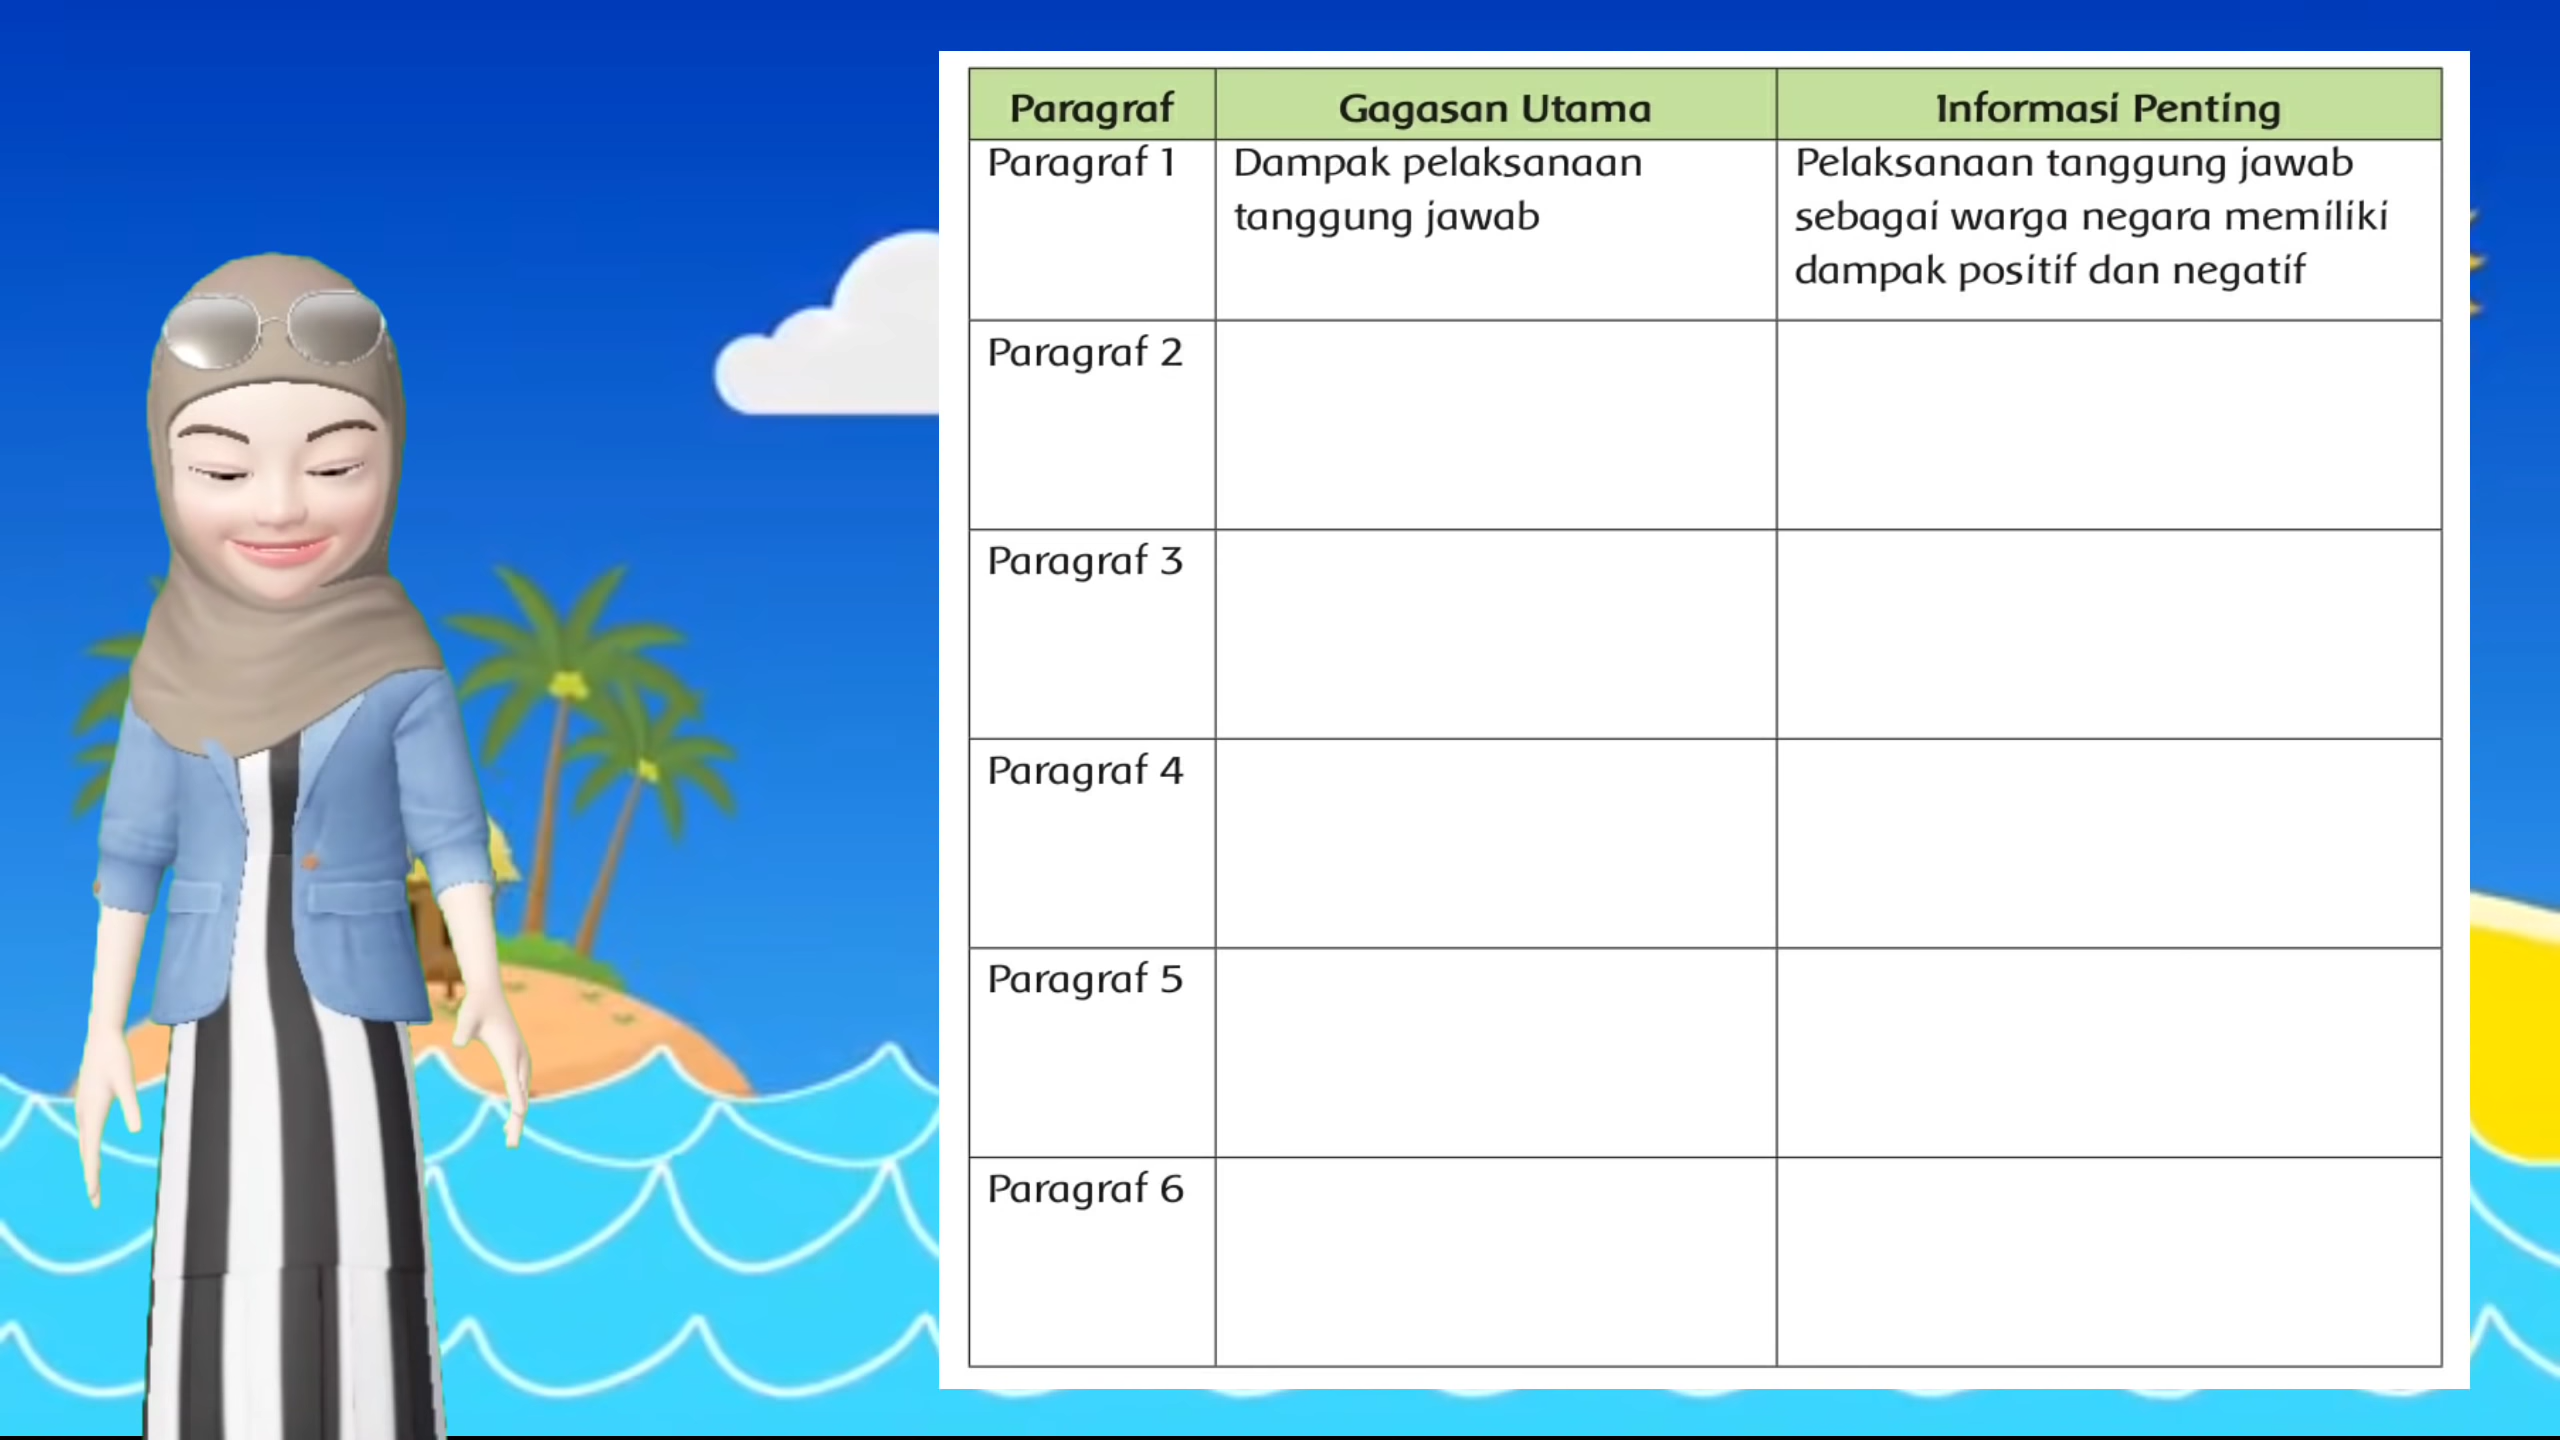 Paragraf Gagasan Utama Informasi Penting
Paragraf 1 Dampak pelaksanaan Pelaksanaan tanggung jawab
tanggung jawab sebagai warga negara memiliki
dampak positif dan negatif
Paragraf 2
Paragraf 3
Paragraf 4
Paragraf 5
Paragraf 6